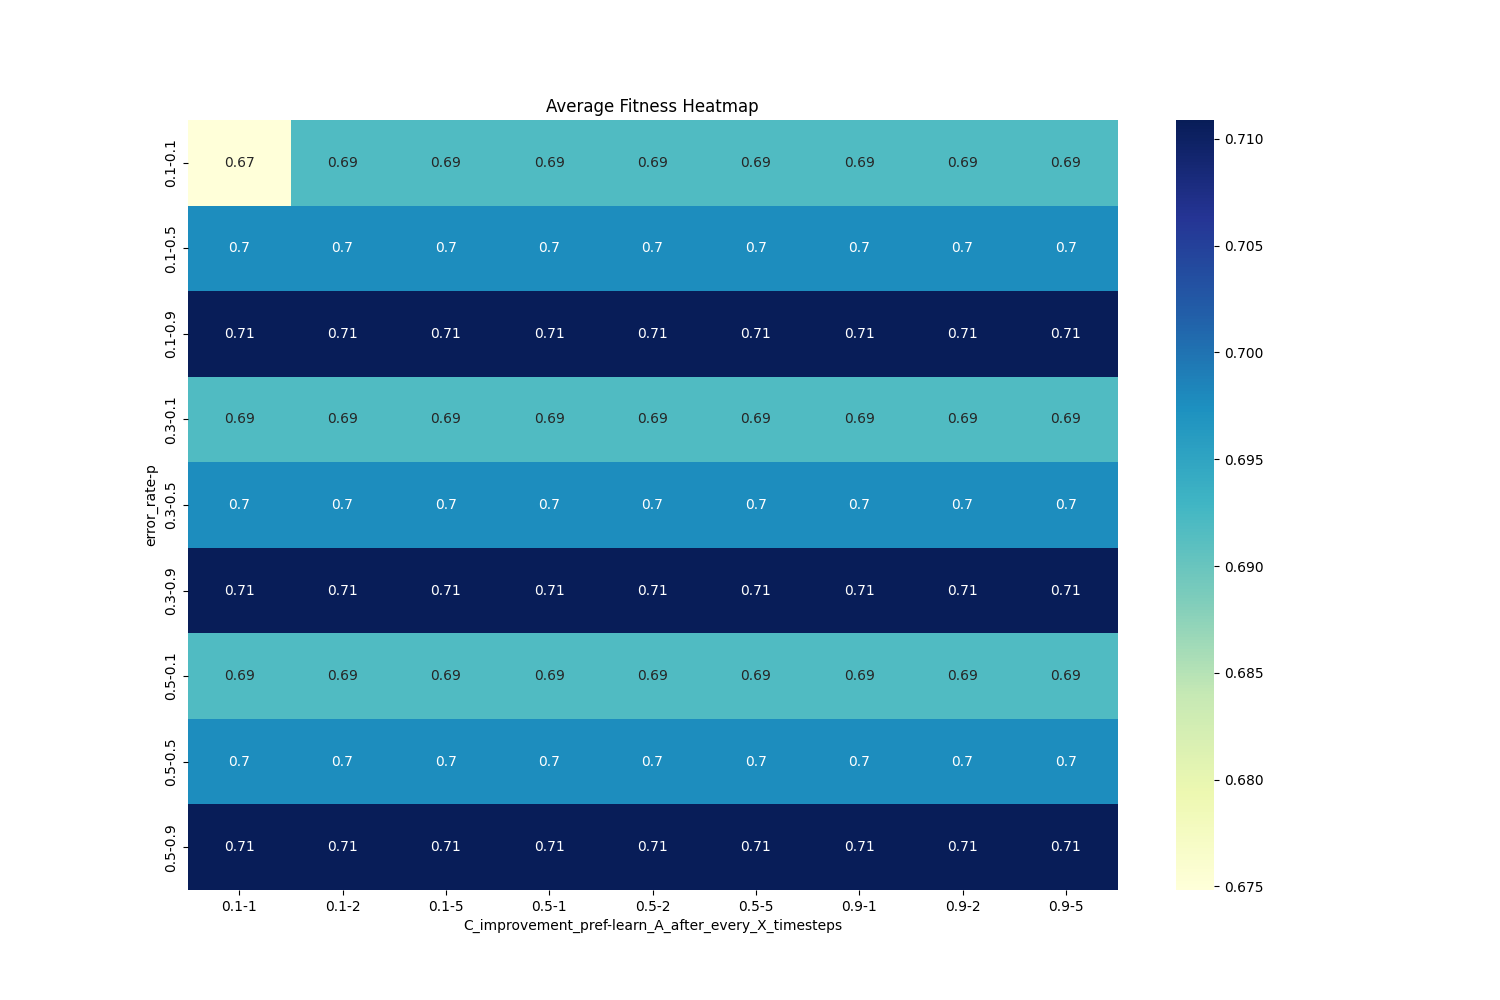 Average Fitness Heatmap
0.1-0.1 0.67 0.69 0.69 0.69 0.69 0.69 0.69 0.69 0.69
0.1-0.5 0.7 0.7 0.7 0.7 0.7 0.7 0.7 0.7 0.7
0.1-0.9 0.71 0.71 0.71 0.71 0.71 0.71 0.71 0.71 0.71
0.3-0.1 0.69 0.69 0.69 0.69 0.69 0.69 0.69 0.69 0.69
0.3-0.5 0.7 0.7 0.7 0.7 0.7 0.7 0.7 0.7 0.7
0.3-0.9 0.71 0.71 0.71 0.71 0.71 0.71 0.71 0.71 0.71
0.5-0.1 0.69 0.69 0.69 0.69 0.69 0.69 0.69 0.69 0.69
0.5-0.5 0.7 0.7 0.7 0.7 0.7 0.7 0.7 0.7 0.7
0.5-0.9 0.71 0.71 0.71 0.71 0.71 0.71 0.71 0.71 0.71
error_rate-p
0.1-1 0.1-2 0.1-5 0.5-1 0.5-2 0.5-5 0.9-1 0.9-2 0.9-5
C_improvement_pref-learn_A_after_every_X_timesteps
0.710
0.705
0.700
0.695
0.690
0.685
0.680
0.675